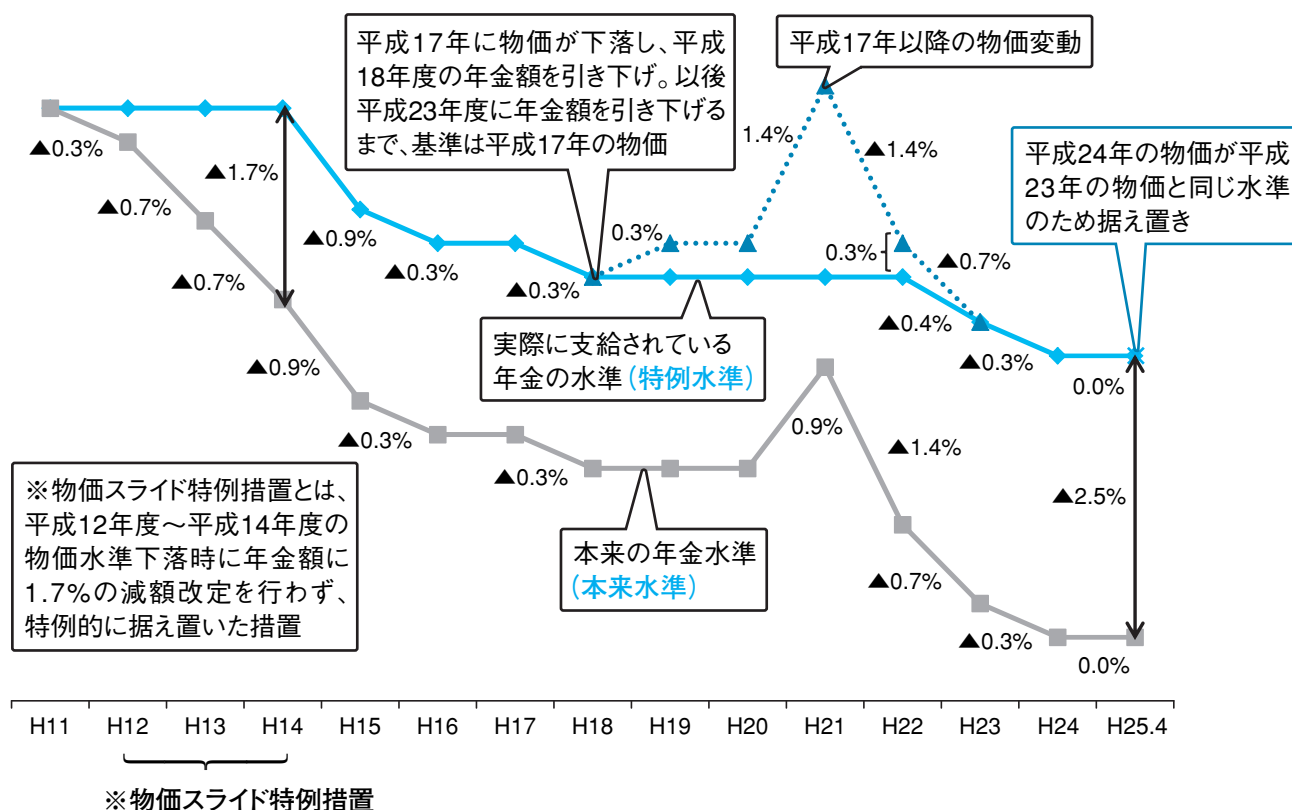 平成17年に物価が下落し、平成
18年度の年金額を引き下げ。以後
平成23年度に年金額を引き下げる
まで、基準は平成17年の物価
平成17年以降の物価変動
平成24年の物価が平成
23年の物価と同じ水準
のため据え置き
▲0.3%
▲0.7%
▲0.7%
▲1.7%
▲0.9%
▲0.3%
▲0.3%
0.3%
1.4%
▲1.4%
0.3%
▲0.7%
▲0.4%
▲0.3%
0.0%
実際に支給されている
年金の水準（特例水準）
▲0.9%
▲0.3%
▲0.3%
0.9%
▲1.4%
▲0.7%
▲0.3%
0.0%
▲2.5%
本来の年金水準
（本来水準）
※物価スライド特例措置とは、
平成12年度～平成14年度の
物価水準下落時に年金額に
1.7%の減額改定を行わず、
特例的に据え置いた措置
H11 H12 H13 H14 H15 H16 H17 H18 H19 H20 H21 H22 H23 H24 H25.4
※物価スライド特例措置